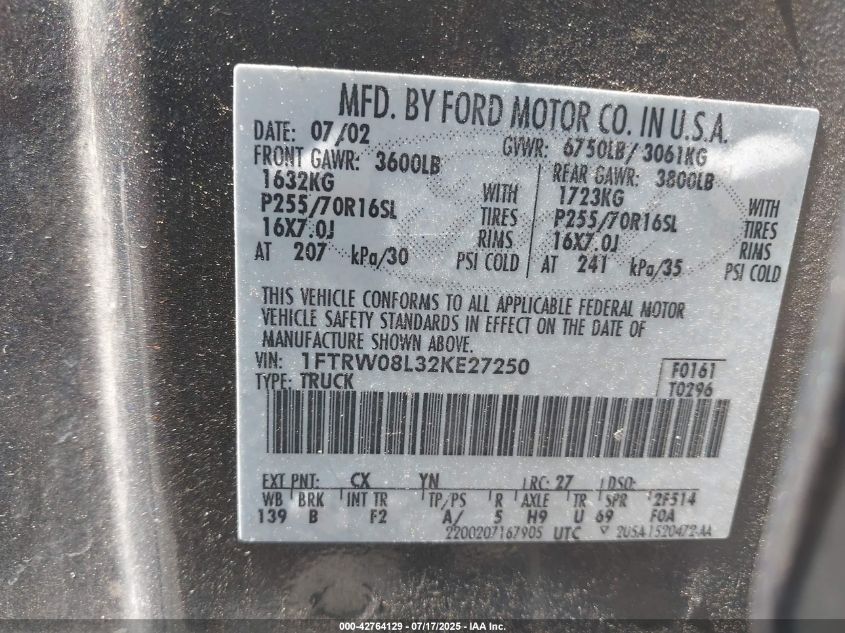 MFD. BY FORD MOTOR CO. IN U.S.A.
DATE: 07/02 GVWR: 6750LB/ 3061KG
FRONT GAWR: 3600LB REAR GAWR: 3800LB
1632KG WITH 1723KG WITH
P255/70R16SL TIRES P255/70R16SL TIRES
16X7.0J RIMS 16X7.0J RIMS
AT 207 kPa/30 PSI COLD AT 241 kPa/35 PSI COLD
THIS VEHICLE CONFORMS TO ALL APPLICABLE FEDERAL MOTOR
VEHICLE SAFETY STANDARDS IN EFFECT ON THE DATE OF
MANUFACTURE SHOWN ABOVE.
VIN: 1FTRW08L32KE27250 F0161
TYPE: TRUCK T0296
EXT PNT: CX YN RC: 27 DSO:
WB BRK INT TR TP/PS R AXLE TR SPR 2F514
139 B F2 A/ 5 H9 U 69 F0A
2200207167905 UTC 2USA 1520472-AA
000-42764129 - 07/17/2025 - IAA Inc.